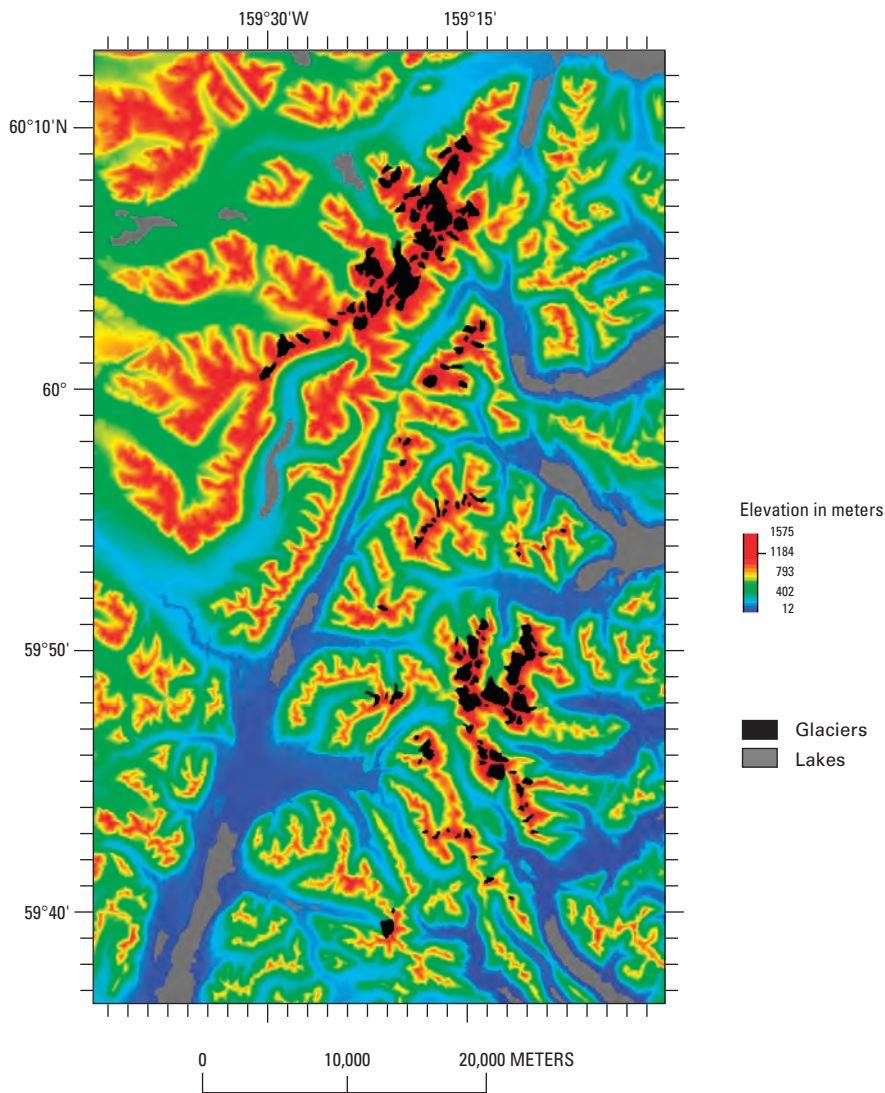 159°30'W 159°15'
60°10'N
60°
59°50'
59°40'
Elevation in meters
1575
1184
793
402
12
Glaciers
Lakes
0 10,000 20,000 METERS